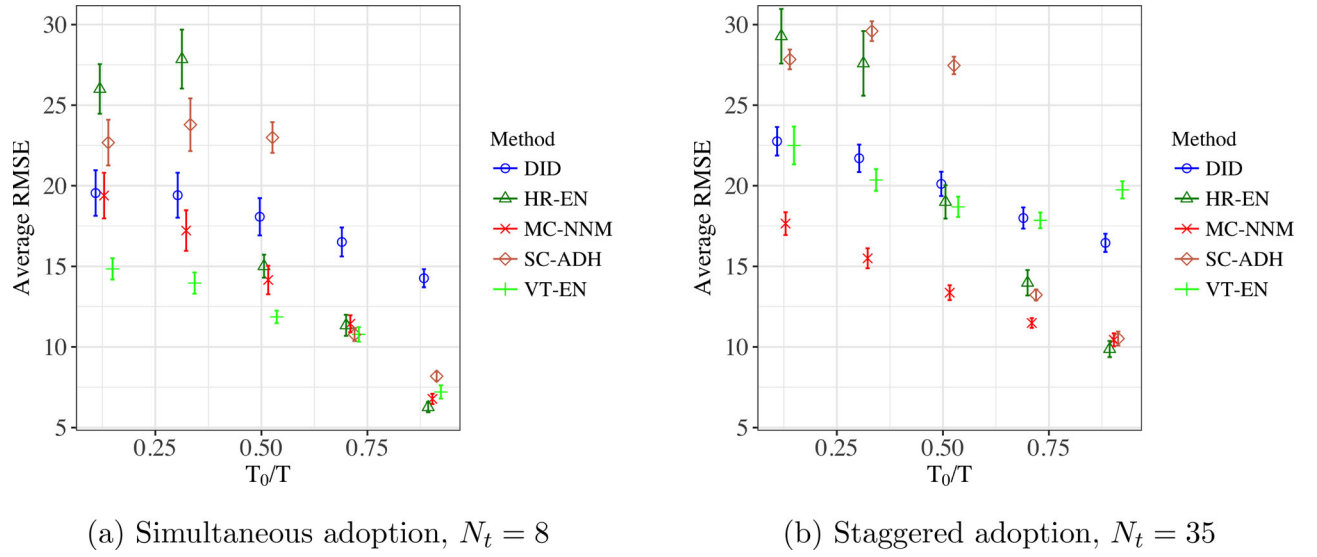 30
25
20
15
10
5
Average RMSE
0.25
0.50
0.75
T₀/T
Method
DID
HR-EN
MC-NNM
SC-ADH
VT-EN
(a) Simultaneous adoption, Nₜ = 8
30
25
20
15
10
5
Average RMSE
0.25
0.50
0.75
T₀/T
Method
DID
HR-EN
MC-NNM
SC-ADH
VT-EN
(b) Staggered adoption, Nₜ = 35